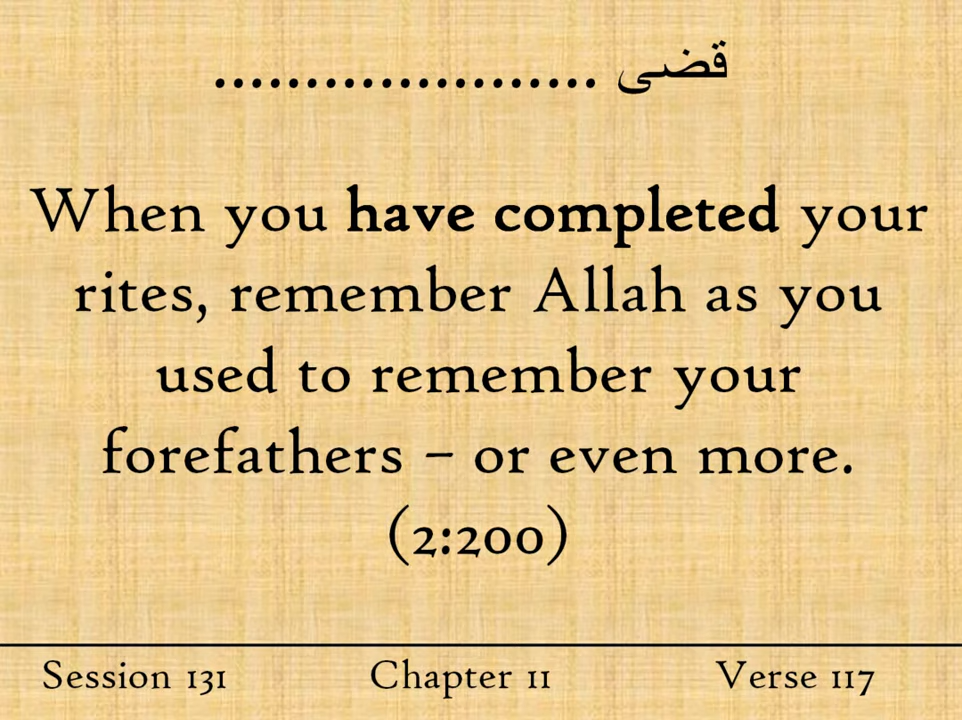 قضى .....................
When you have completed your
rites, remember Allah as you
used to remember your
forefathers – or even more.
(2:200)
Session 131 Chapter 11 Verse 117